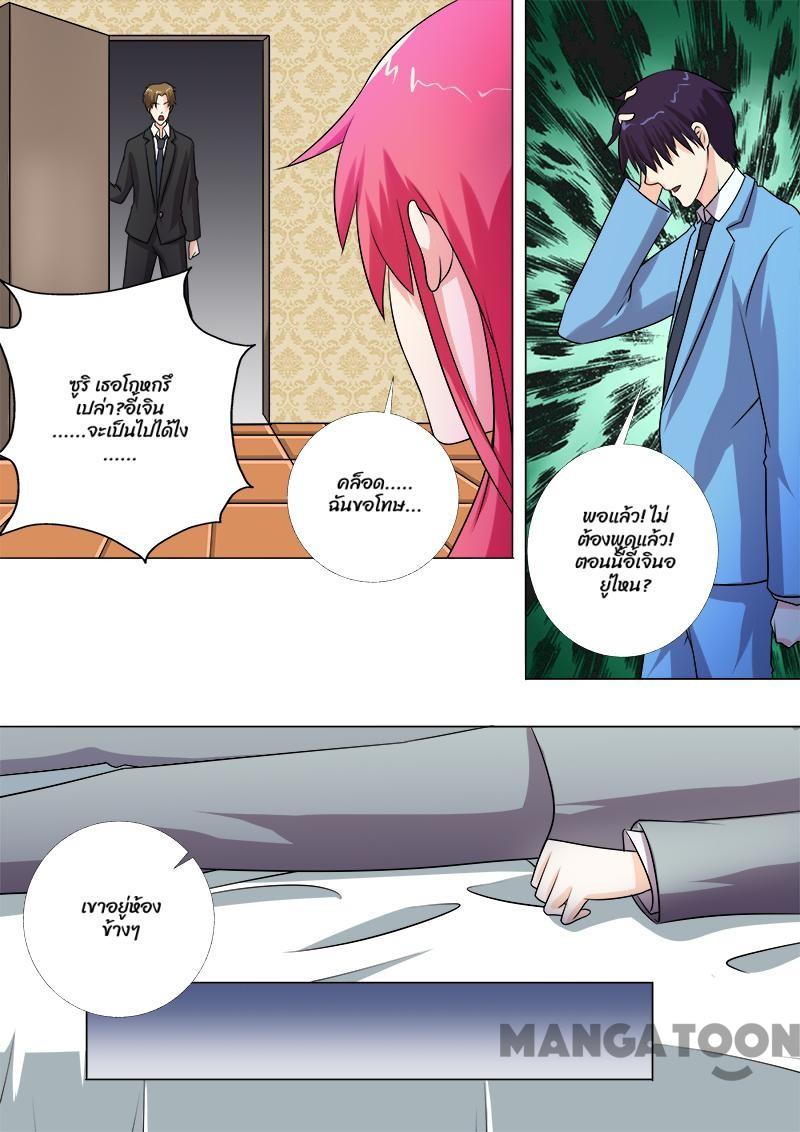 ซูริ เธอโกหกรึ
เปล่า?อี้เจิน
......จะเป็นไปได้ไง
......
คล็อด.....
ฉันขอโทษ...
พอแล้ว! ไม่
ต้องพูดแล้ว!
ตอนนี้อี้เจินอ
ยู่ไหน?
เขาอยู่ห้อง
ข้างๆ
MANGATOON